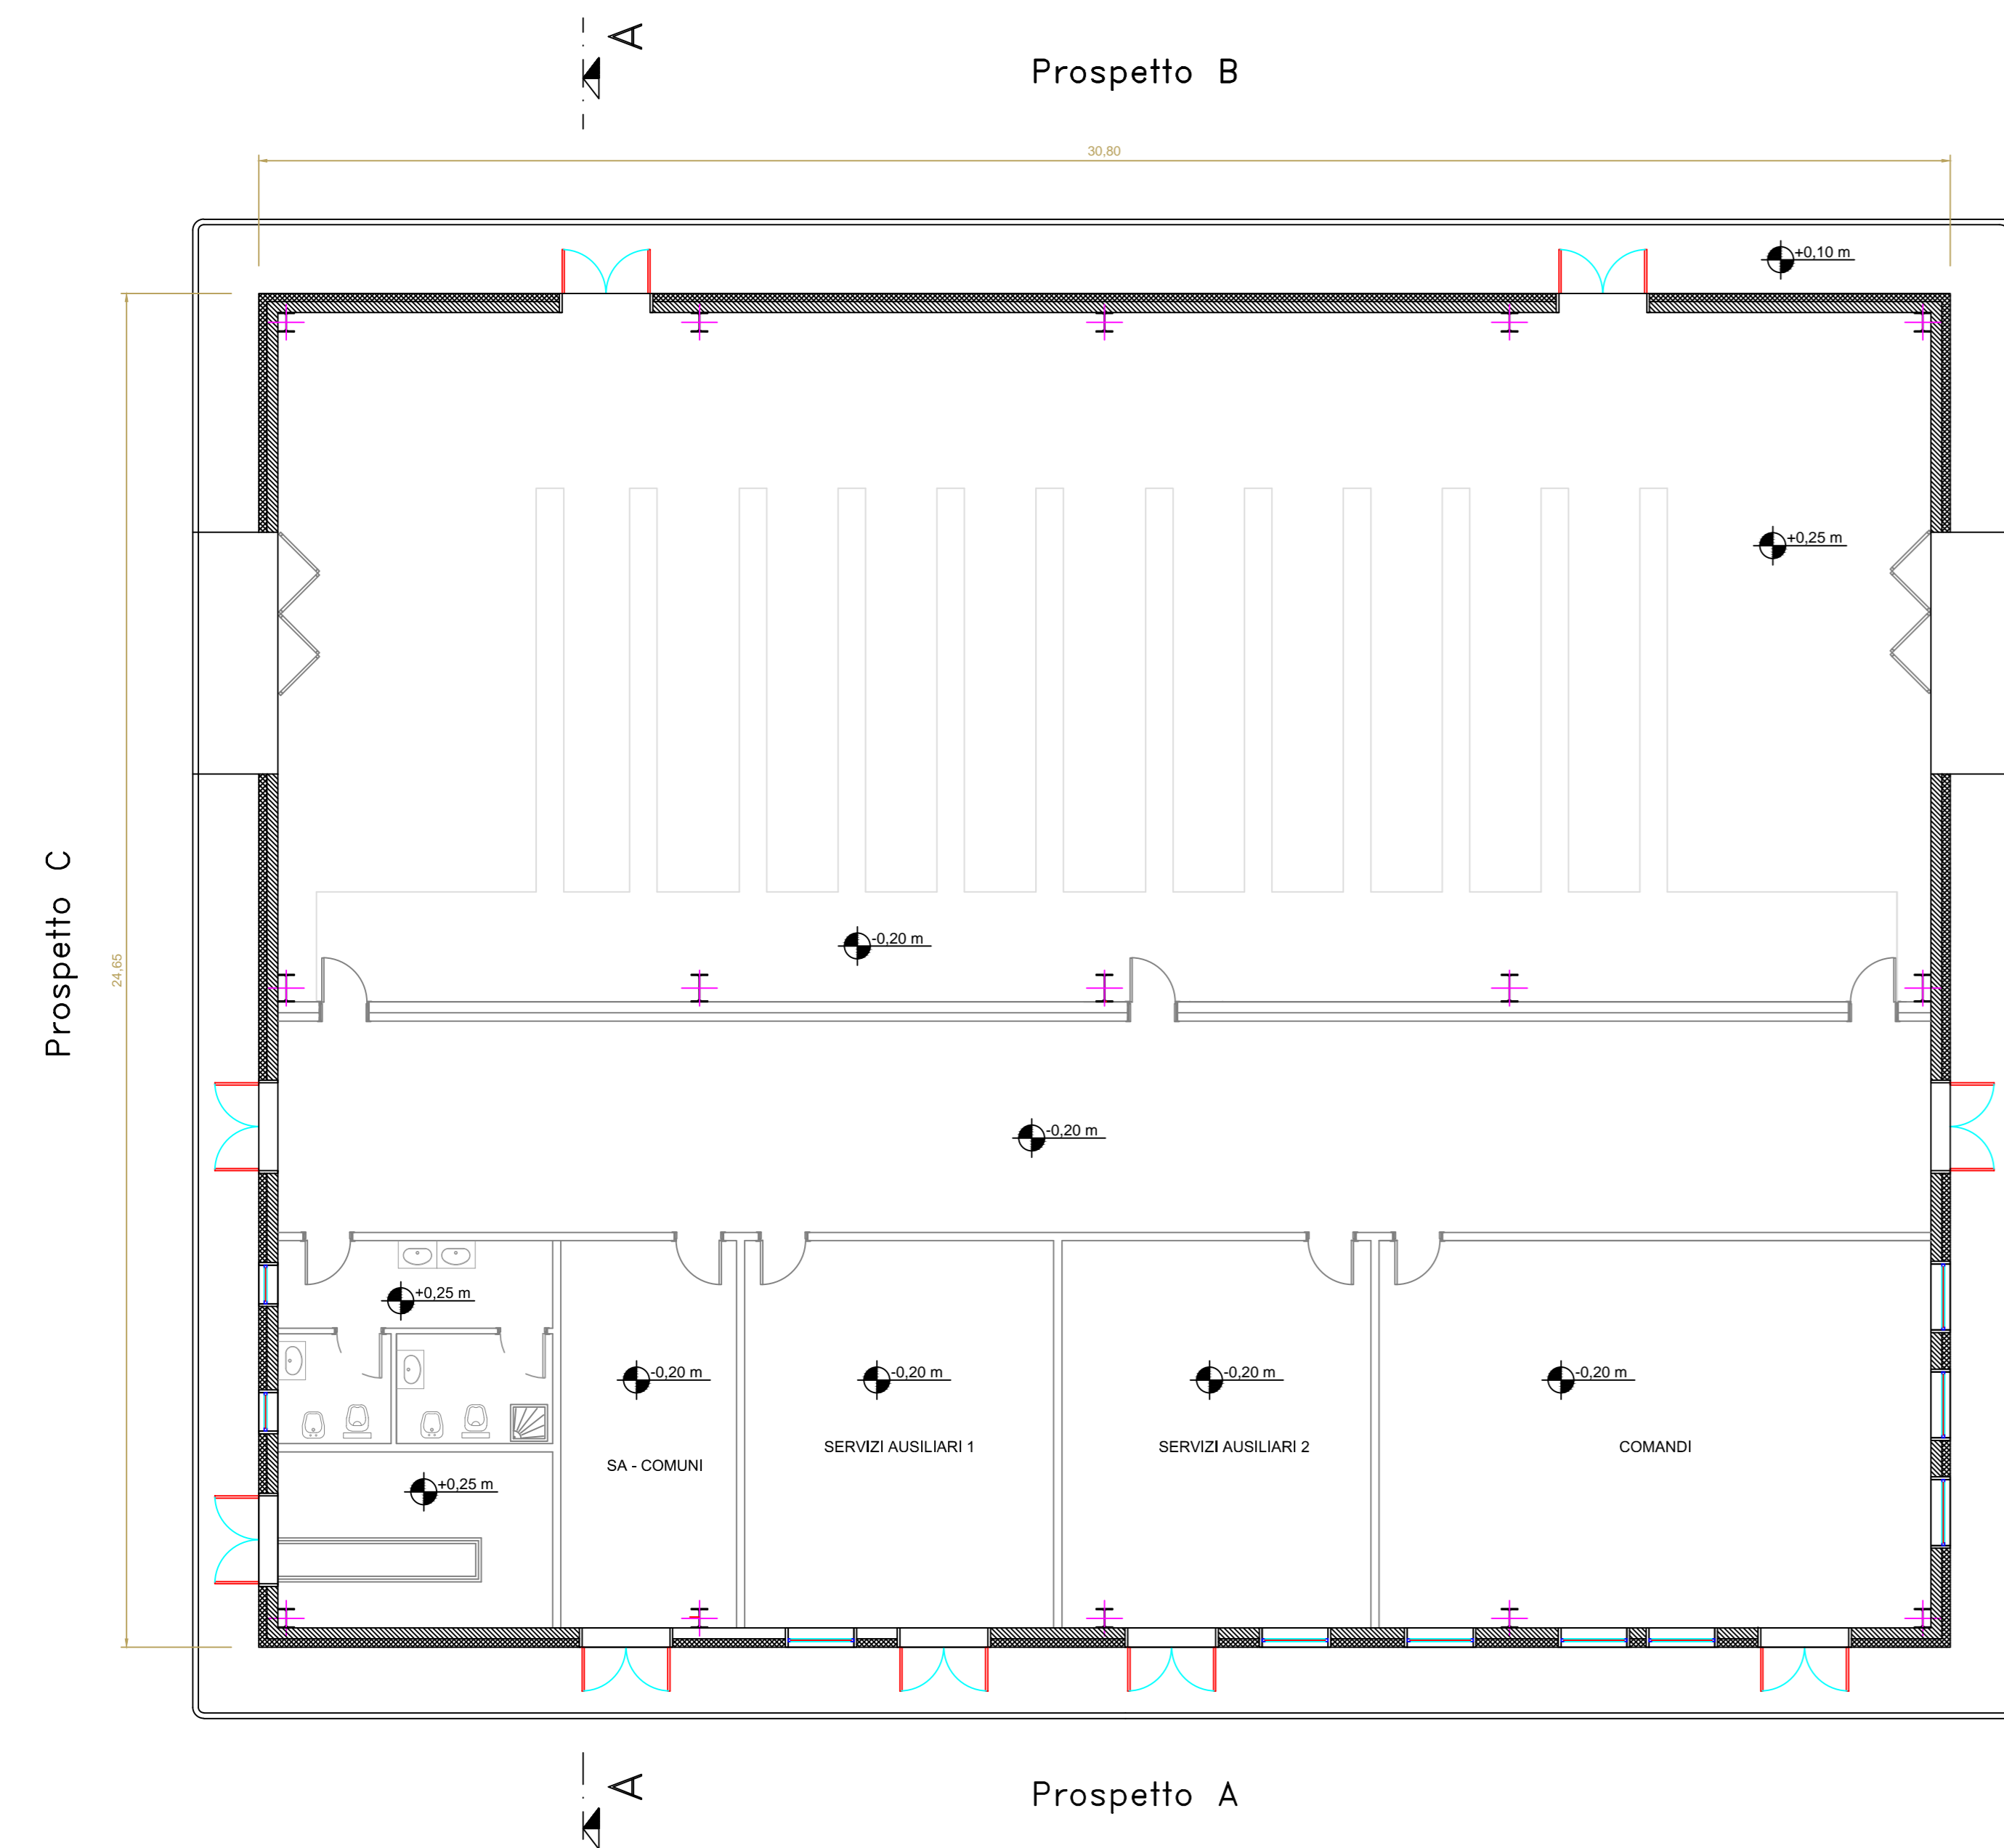 A
Prospetto B
30,80
+0,10 m
+0,25 m
Prospetto C
24,65
-0,20 m
-0,20 m
+0,25 m
-0,20 m
-0,20 m
-0,20 m
-0,20 m
SERVIZI AUSILIARI 1
SERVIZI AUSILIARI 2
COMANDI
SA - COMUNI
+0,25 m
A
Prospetto A